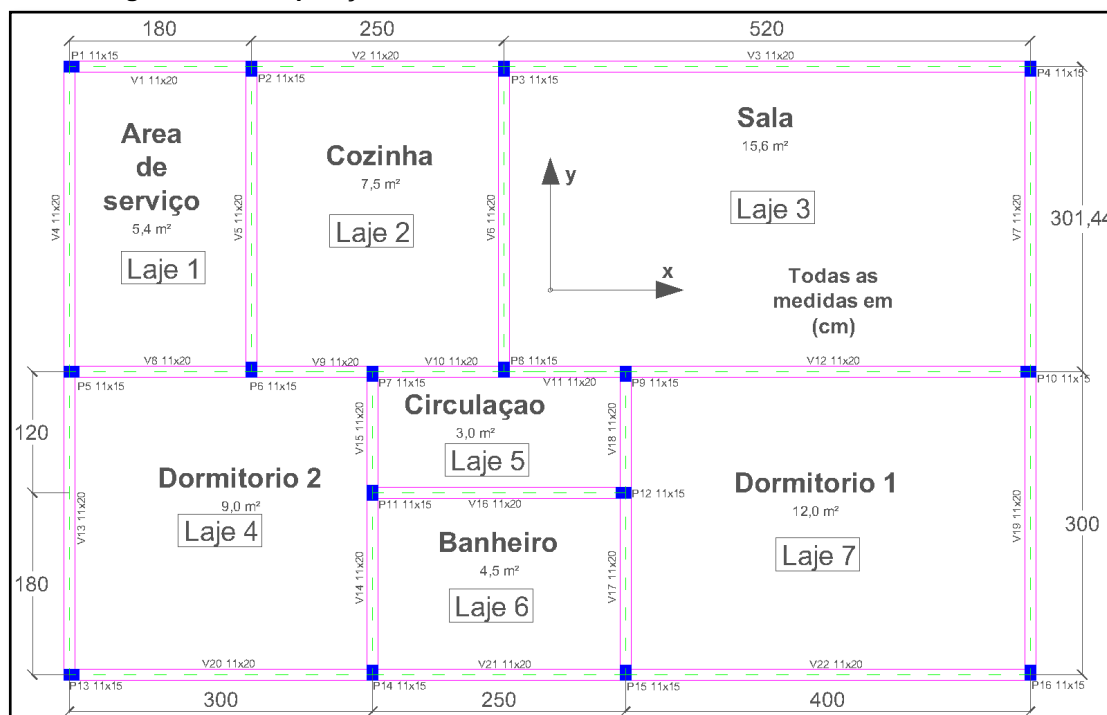 180 250 520
P1 11x15 V2 11x20 V3 11x20
V1 11x20 P2 11x15 P3 11x15 P4 11x15
Area
de
serviço
5,4 m²
Laje 1
Cozinha
7,5 m²
Laje 2
Sala
15,6 m²
Laje 3
y
x
Todas as
medidas em
(cm)
V4 11x20
V5 11x20
V6 11x20
V7 11x20
301,44
V8 11x20 V9 11x20 V10 11x20 P8 11x15 V12 11x20
P5 11x15 P6 11x15 P7 11x15 V11 11x20 P9 11x15 P10 11x15
120
Circulaçao
3,0 m²
Laje 5
V15 11x20
V18 11x20
Dormitorio 2
9,0 m²
Laje 4
V13 11x20
P11 11x15 V16 11x20 P12 11x15
Dormitorio 1
12,0 m²
Laje 7
V19 11x20
300
Banheiro
4,5 m²
Laje 6
V14 11x20
V17 11x20
180
V20 11x20 V21 11x20 V22 11x20
P13 11x15 P14 11x15 P15 11x15 P16 11x15
300 250 400